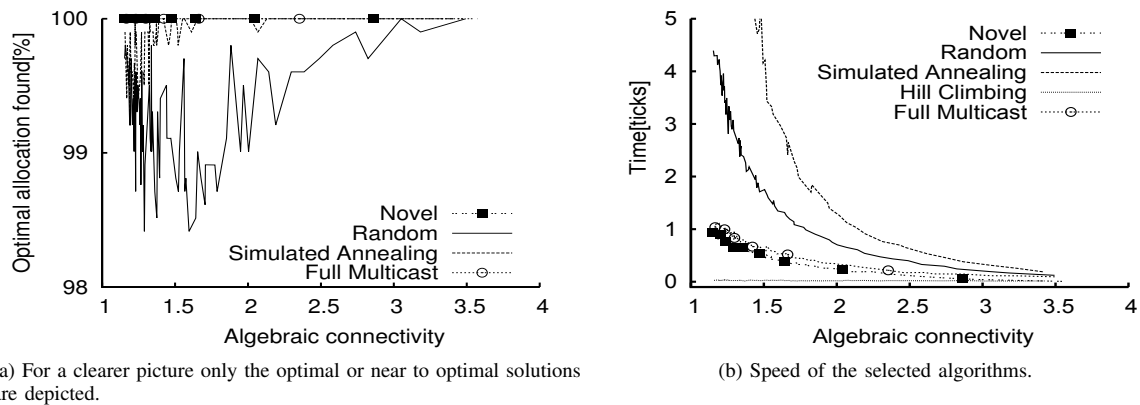 100
99
98
Optimal allocation found[%]
Novel
Random
Simulated Annealing
Full Multicast
1 1.5 2 2.5 3 3.5 4
Algebraic connectivity
a) For a clearer picture only the optimal or near to optimal solutions
re depicted.
5
4
3
2
1
0
Time[ticks]
Novel
Random
Simulated Annealing
Hill Climbing
Full Multicast
1 1.5 2 2.5 3 3.5 4
Algebraic connectivity
(b) Speed of the selected algorithms.